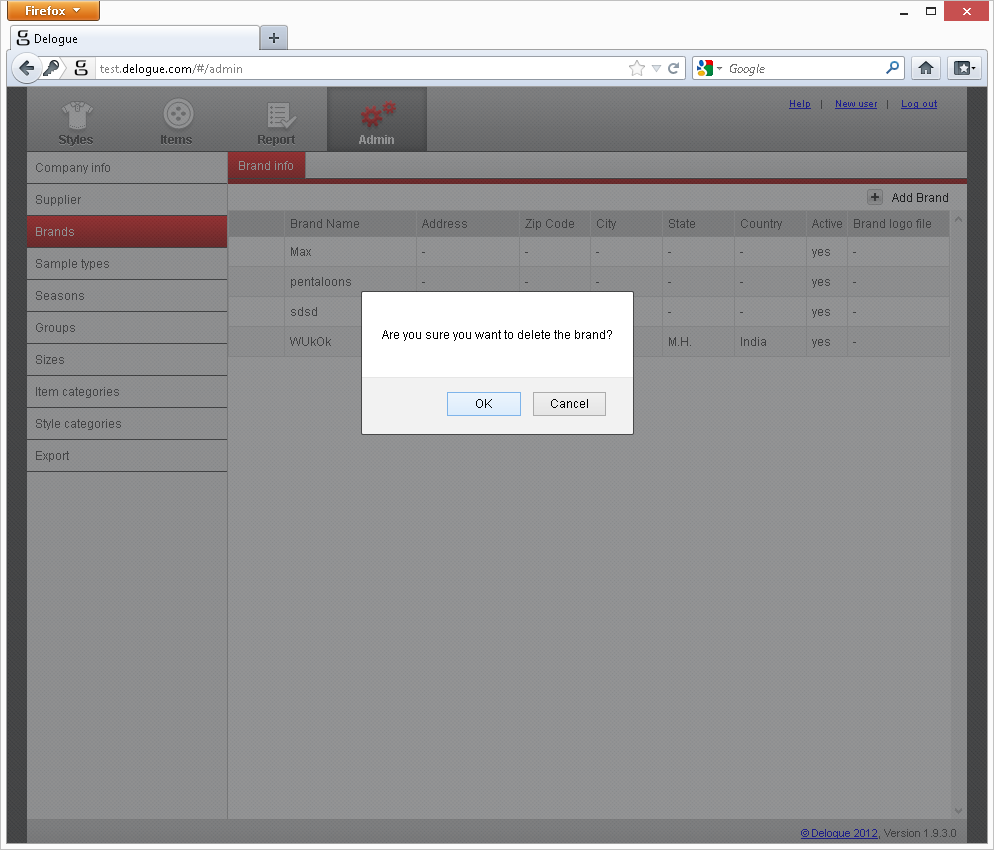 Firefox
Delogue
test.delogue.com/#/admin
Google
Styles
Items
Report
Admin
Help | New user | Log out
Company info
Supplier
Brands
Sample types
Seasons
Groups
Sizes
Item categories
Style categories
Export
Brand info
Add Brand
Brand Name Address Zip Code City State Country Active Brand logo file
Max - - - - - yes -
pentaloons - - - - - yes -
sdsd - - yes -
WUkOk M.H. India yes -
Are you sure you want to delete the brand?
OK Cancel
© Delogue 2012, Version 1.9.3.0